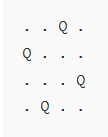 . . Q .
Q . . .
. . . Q
. Q . .